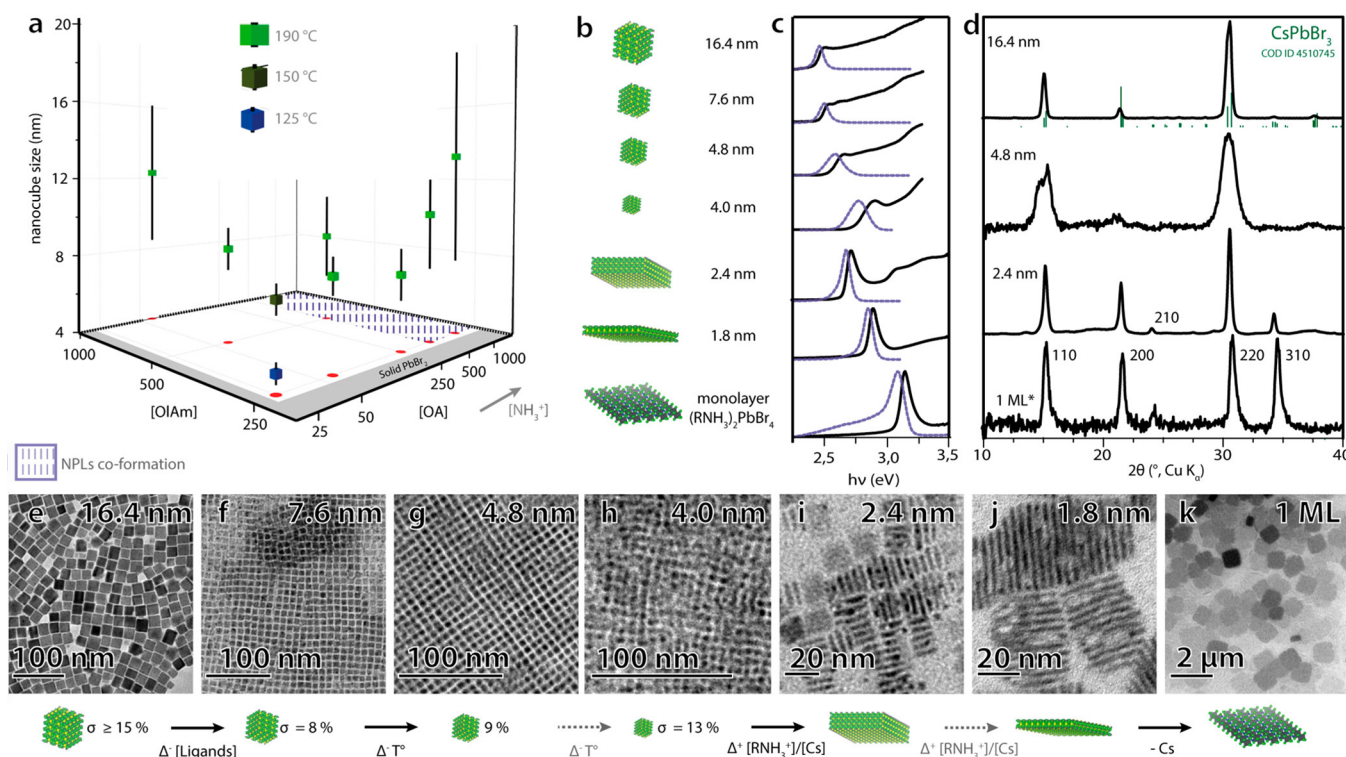 a
20
16
12
8
4
nanocube size (nm)
190 °C
150 °C
125 °C
Solid PbBr₂
1000
500
250
[OlAm]
25
50
250
500
1000
[OA]
[NH₃⁺]
NPLs co-formation
b
16.4 nm
7.6 nm
4.8 nm
4.0 nm
2.4 nm
1.8 nm
monolayer
(RNH₃)₂PbBr₄
c
2,5 3,0 3,5
hν (eV)
d
CsPbBr₃
COD ID 4510745
16.4 nm
4.8 nm
2.4 nm
210
1 ML*
110
200
220
310
10 20 30 40
2θ (°, Cu Kα)
e 16.4 nm
100 nm
f 7.6 nm
100 nm
g 4.8 nm
100 nm
h 4.0 nm
100 nm
i 2.4 nm
20 nm
j 1.8 nm
20 nm
k 1 ML
2 µm
σ ≥ 15 %
Δ⁻ [Ligands]
σ = 8 %
Δ⁻ T°
9 %
Δ⁻ T°
σ = 13 %
Δ⁺ [RNH₃⁺]/[Cs]
Δ⁺ [RNH₃⁺]/[Cs]
- Cs